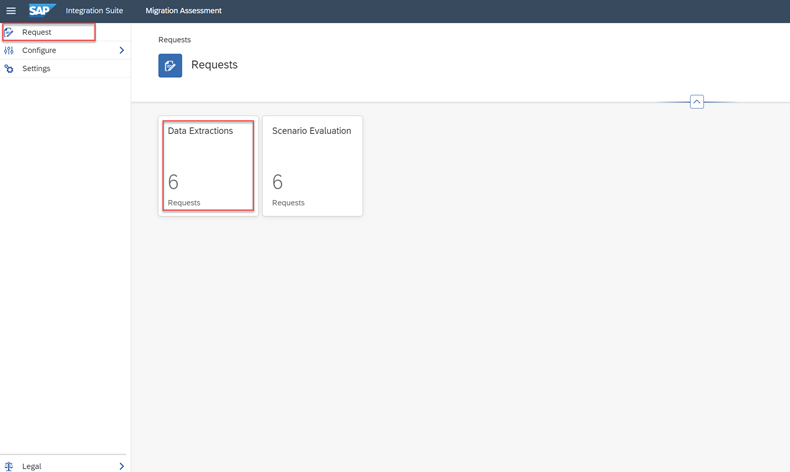 SAP Integration Suite Migration Assessment
Request
Configure
Settings
Requests
Requests
Data Extractions
6
Requests
Scenario Evaluation
6
Requests
Legal